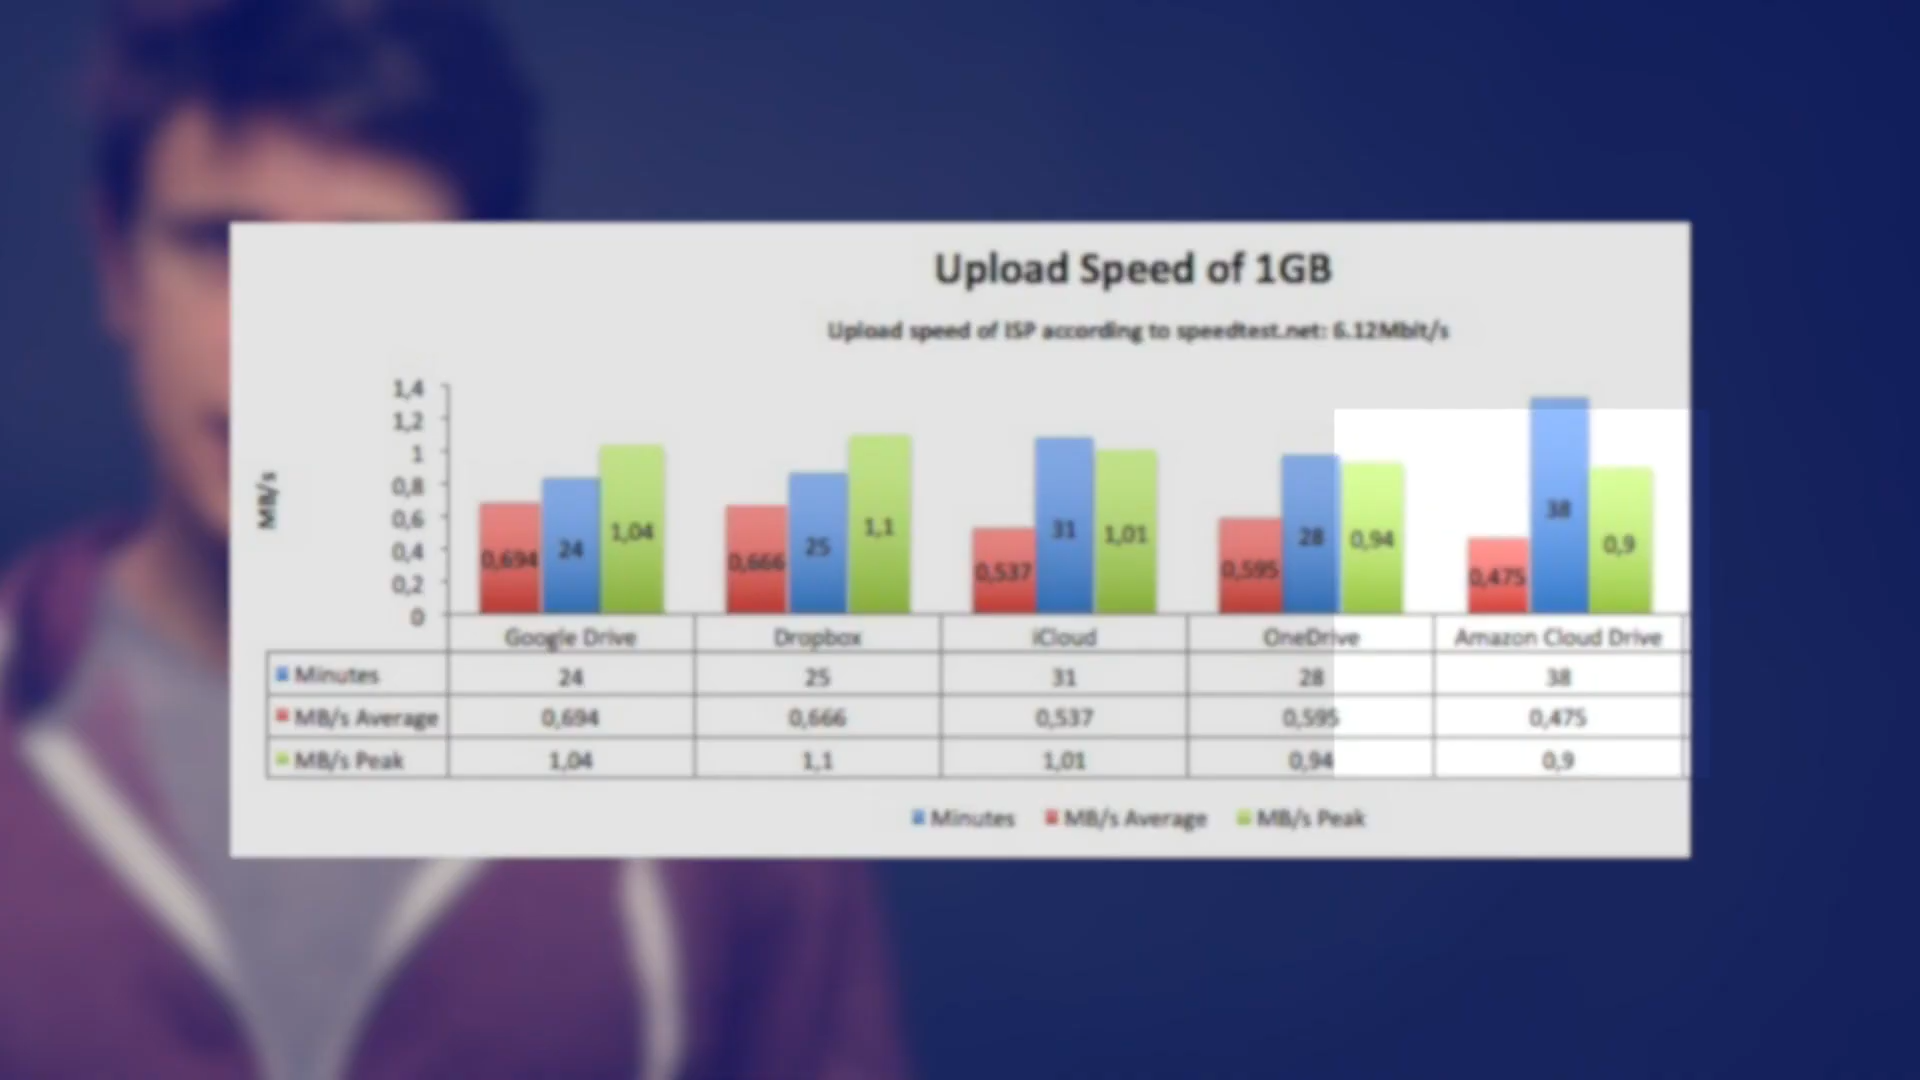 Upload Speed of 1GB
Upload speed of ISP according to speedtest.net: 6.12Mbit/s
MB/s
1,4
1,2
1
0,8
0,6
0,4
0,2
0
0,694 24 1,04 0,666 25 1,1 0,537 31 1,01 0,595 28 0,94 0,475 38 0,9
Google Drive Dropbox iCloud OneDrive Amazon Cloud Drive
Minutes 24 25 31 28 38
MB/s Average 0,694 0,666 0,537 0,595 0,475
MB/s Peak 1,04 1,1 1,01 0,94 0,9
Minutes MB/s Average MB/s Peak